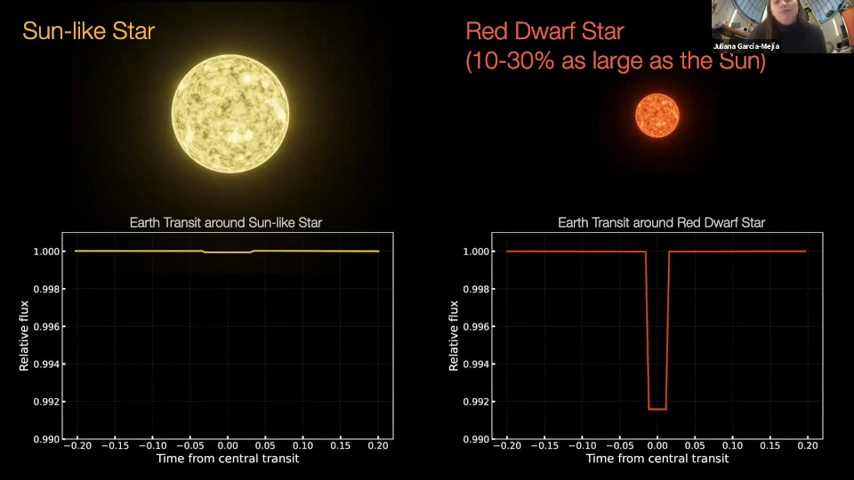 Sun-like Star
Red Dwarf Star
(10-30% as large as the Sun)
Juliana García-Mejía
Earth Transit around Sun-like Star
1.000
0.998
0.996
0.994
0.992
0.990
Relative flux
−0.20 −0.15 −0.10 −0.05 0.00 0.05 0.10 0.15 0.20
Time from central transit
Earth Transit around Red Dwarf Star
1.000
0.998
0.996
0.994
0.992
0.990
Relative flux
−0.20 −0.15 −0.10 −0.05 0.00 0.05 0.10 0.15 0.20
Time from central transit